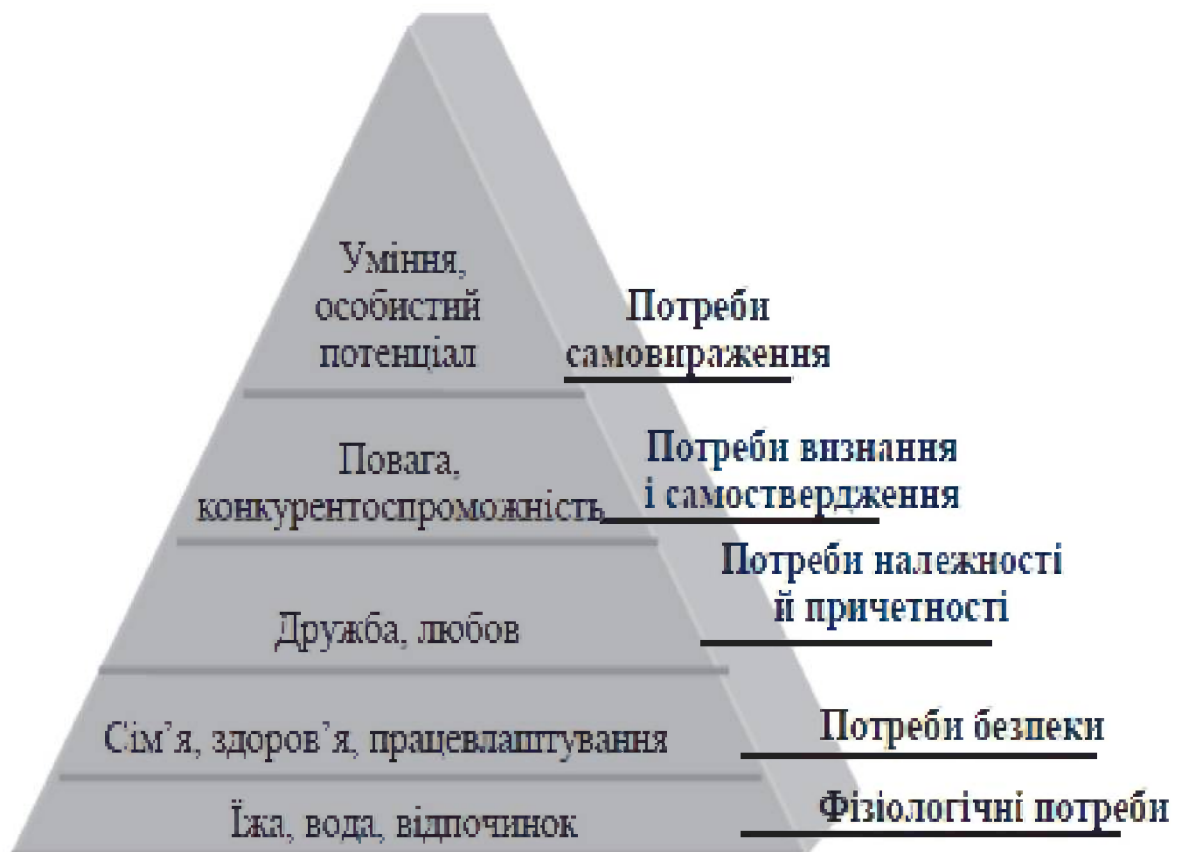 Уміння,
особистий
потенціал
Потреби
самовираження
Повага,
конкурентоспроможність
Потреби визнання
і самоствердження
Дружба, любов
Потреби належності
й причетності
Сім’я, здоров’я, працевлаштування
Потреби безпеки
Їжа, вода, відпочинок
Фізіологічні потреби